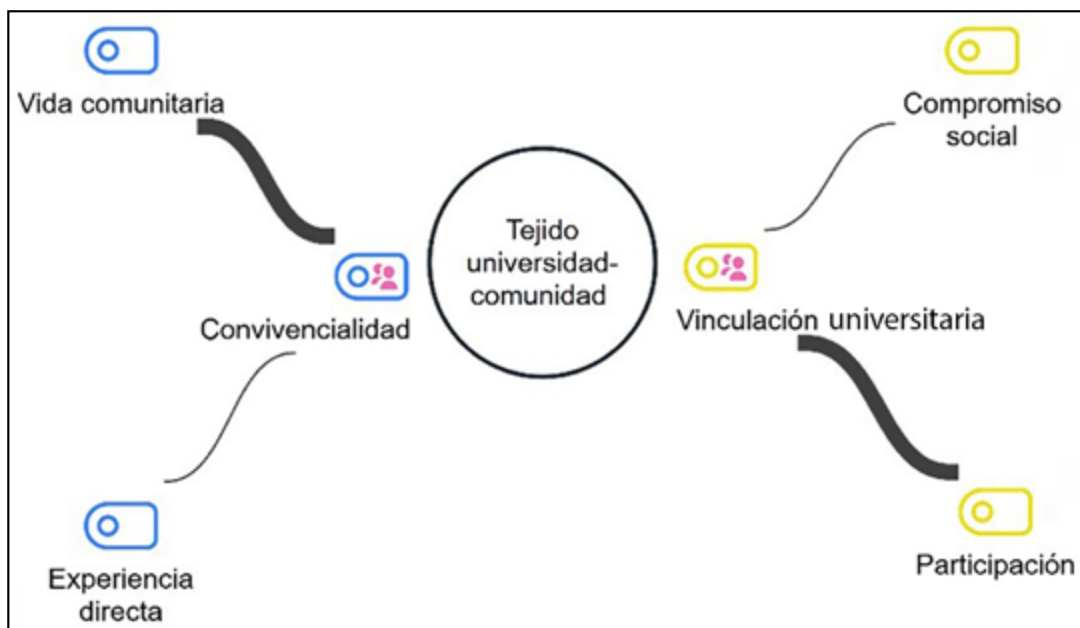 Vida comunitaria
Compromiso
social
Tejido
universidad-
comunidad
Convivencialidad
Vinculación universitaria
Experiencia
directa
Participación